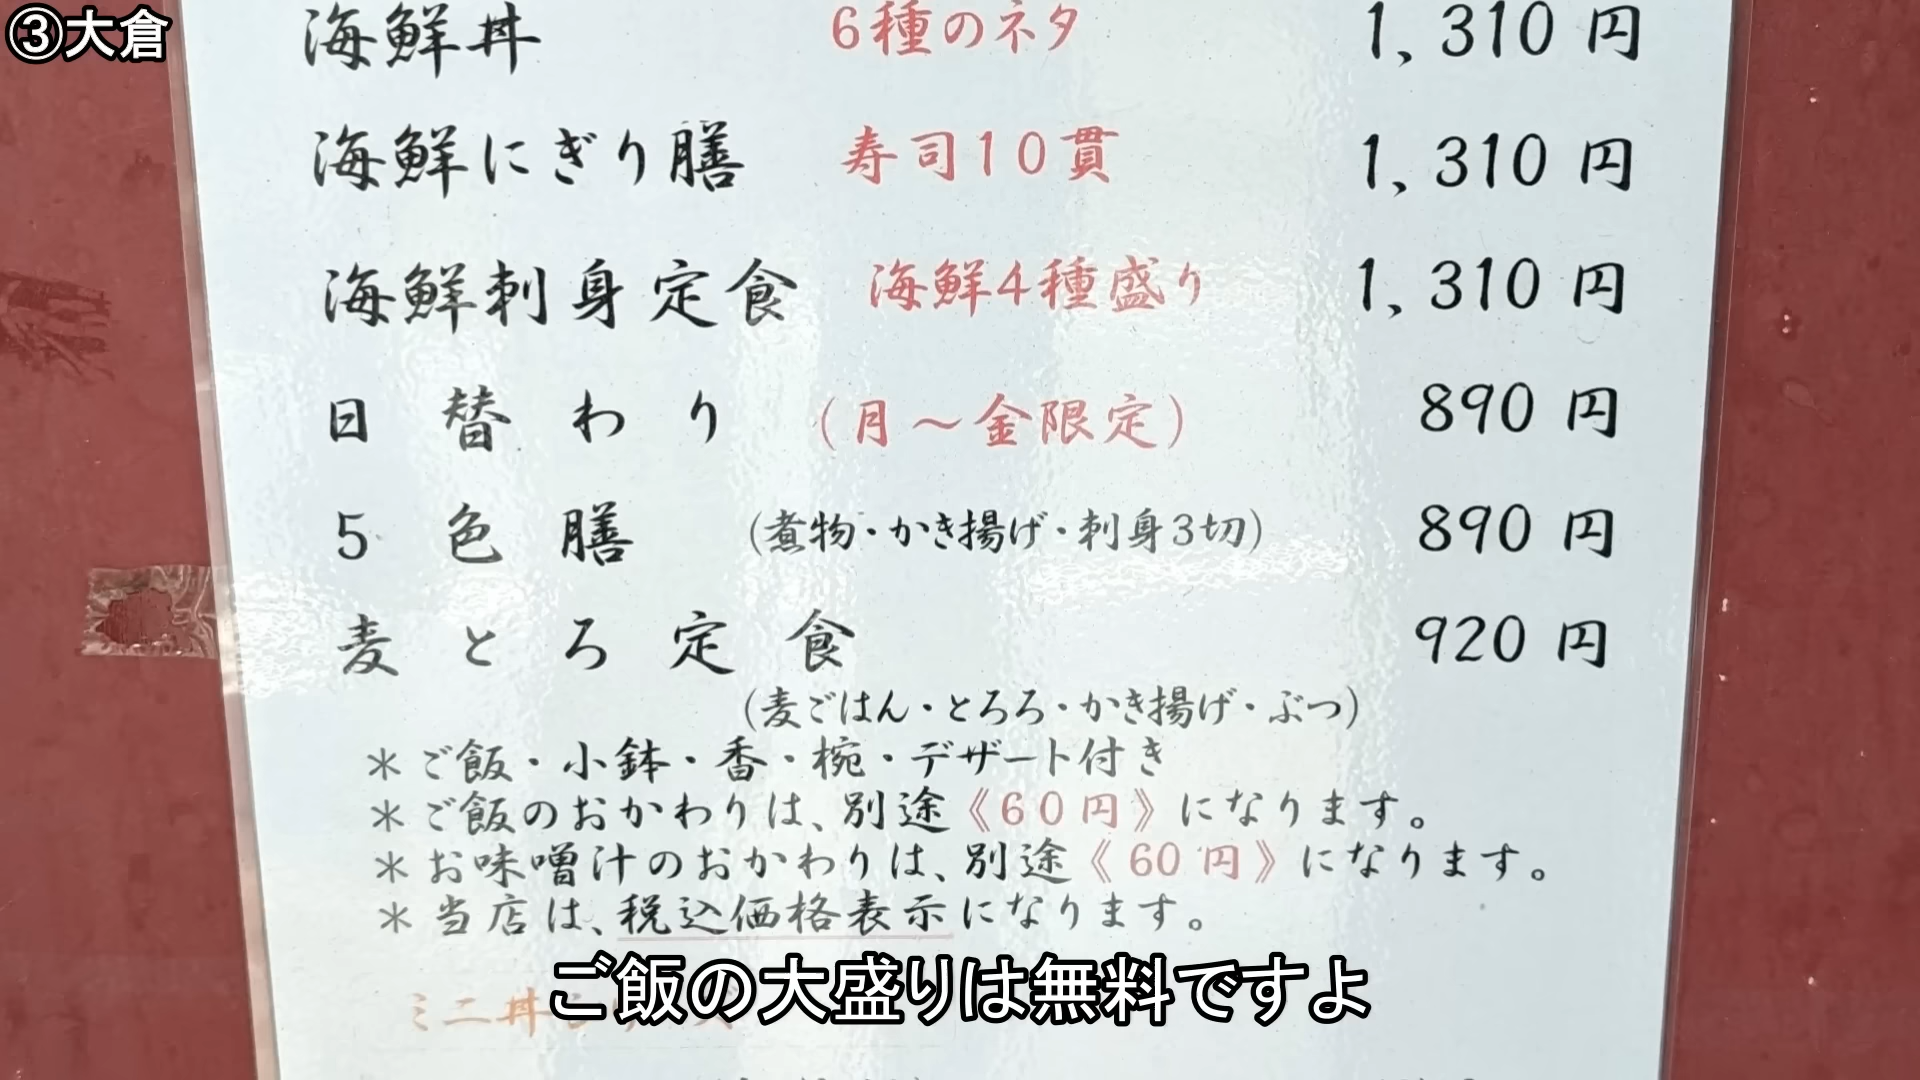 ③大倉
海鮮丼 6種のネタ 1,310円
海鮮にぎり膳 寿司10貫 1,310円
海鮮刺身定食 海鮮4種盛り 1,310円
日替わり (月～金限定) 890円
5色膳 (煮物・かき揚げ・刺身3切) 890円
麦とろ定食 920円
(麦ごはん・とろろ・かき揚げ・ぶつ)
＊ご飯・小鉢・香・椀・デザート付き
＊ご飯のおかわりは、別途《60円》になります。
＊お味噌汁のおかわりは、別途《60円》になります。
＊当店は、税込価格表示になります。
ミニ丼シリーズ
ご飯の大盛りは無料ですよ